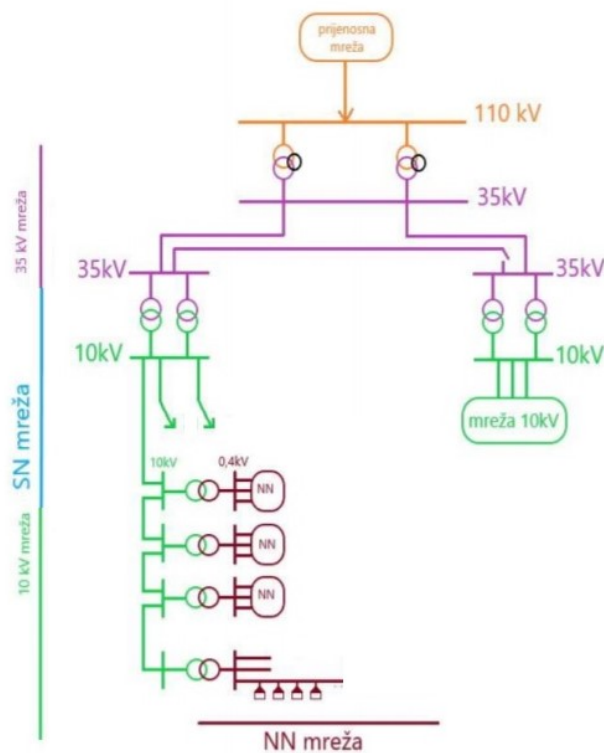 prijenosna
mreža
110 kV
35kV
35kV
35kV
10kV
10kV
mreža 10kV
10kV
0,4kV
NN
NN
NN
35 kV mreža
SN mreža
10 kV mreža
NN mreža